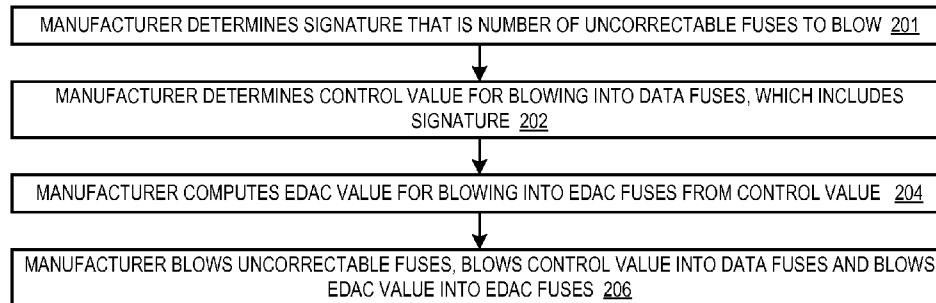 MANUFACTURER DETERMINES SIGNATURE THAT IS NUMBER OF UNCORRECTABLE FUSES TO BLOW 201
MANUFACTURER DETERMINES CONTROL VALUE FOR BLOWING INTO DATA FUSES, WHICH INCLUDES
SIGNATURE 202
MANUFACTURER COMPUTES EDAC VALUE FOR BLOWING INTO EDAC FUSES FROM CONTROL VALUE 204
MANUFACTURER BLOWS UNCORRECTABLE FUSES, BLOWS CONTROL VALUE INTO DATA FUSES AND BLOWS
EDAC VALUE INTO EDAC FUSES 206